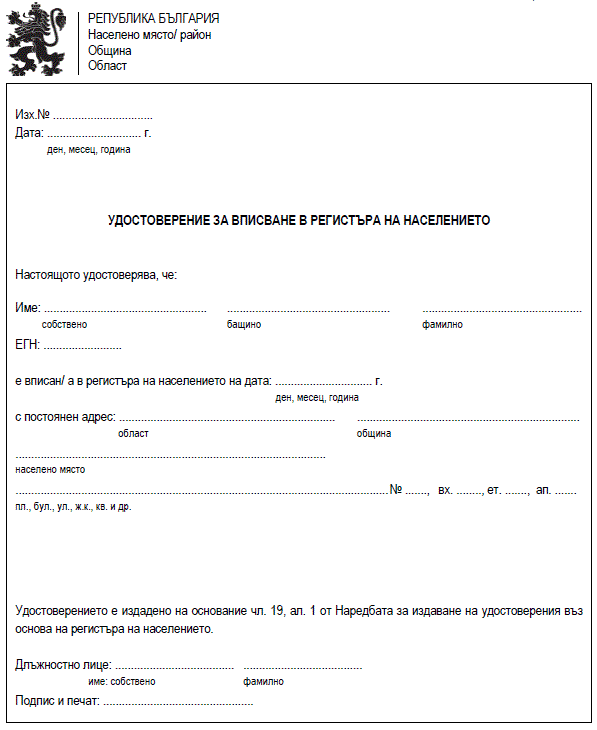 РЕПУБЛИКА БЪЛГАРИЯ
Населено място/ район
Община
Област
Изх.№ ................................
Дата: .............................. г.
ден, месец, година
УДОСТОВЕРЕНИЕ ЗА ВПИСВАНЕ В РЕГИСТЪРА НА НАСЕЛЕНИЕТО
Настоящото удостоверява, че:
Име: ..................................................... ..................................................... ...................................................
собствено бащино фамилно
ЕГН: .........................
е вписан/ а в регистъра на населението на дата: ............................... г.
ден, месец, година
с постоянен адрес: ...................................................................... ........................................................................
област община
....................................................................................................
населено място
........................................................................................................................ № ......., вх. ........, ет. ......., ап. .......
пл., бул., ул., ж.к., кв. и др.
Удостоверението е издадено на основание чл. 19, ал. 1 от Наредбата за издаване на удостоверения въз
основа на регистъра на населението.
Длъжностно лице: ...................................... ......................................
име: собствено фамилно
Подпис и печат: ................................................